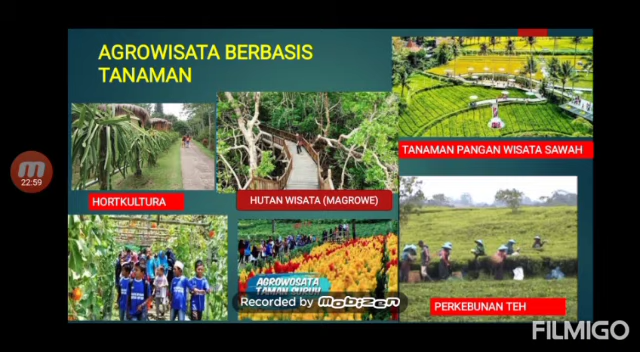 AGROWISATA BERBASIS
TANAMAN
TANAMAN PANGAN WISATA SAWAH
22:59
HORTKULTURA
HUTAN WISATA (MAGROWE)
AGROWOSATA
Recorded by mobizen
PERKEBUNAN TEH
FILMIGO